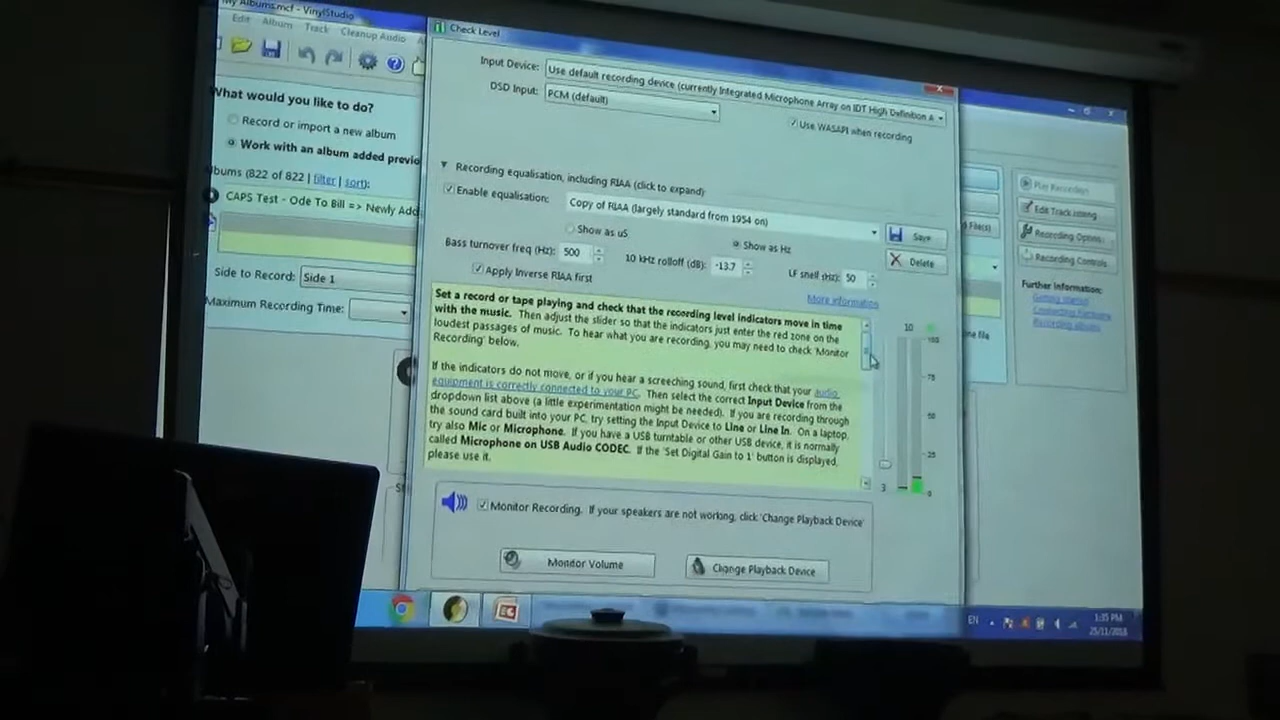 My Albums.mcf - VinylStudio
Edit Album Track Cleanup Audio
What would you like to do?
Record or import a new album
Work with an album added previo
lbums (822 of 822 | filter | sort):
CAPS Test - Ode To Bill => Newly Add
Side to Record: Side 1
Maximum Recording Time:
Check Level
Input Device: Use default recording device (currently Integrated Microphone Array on IDT High Definition A
DSD Input: PCM (default)
Use WASAPI when recording
Recording equalisation, including RIAA (click to expand)
Enable equalisation: Copy of RIAA (largely standard from 1954 on)
Save
Show as uS Show as Hz
Bass turnover freq (Hz): 500 10 kHz rolloff (dB): -13.7 LF shelf (Hz): 50
Delete
Apply Inverse RIAA first
More information
Set a record or tape playing and check that the recording level indicators move in time
with the music. Then adjust the slider so that the indicators just enter the red zone on the
loudest passages of music. To hear what you are recording, you may need to check 'Monitor
Recording' below.
If the indicators do not move, or if you hear a screeching sound, first check that your audio
equipment is correctly connected to your PC. Then select the correct Input Device from the
dropdown list above (a little experimentation might be needed). If you are recording through
the sound card built into your PC, try setting the Input Device to Line or Line In. On a laptop,
try also Mic or Microphone. If you have a USB turntable or other USB device, it is normally
called Microphone on USB Audio CODEC. If the 'Set Digital Gain to 1' button is displayed,
please use it.
10
100
75
50
25
0
3
Monitor Recording. If your speakers are not working, click 'Change Playback Device'
Monitor Volume
Change Playback Device
Play Recording
Edit Track Listing
File(s)
Recording Options
Recording Controls
Further information:
Getting started
Connecting hardware
Recording albums
ne file
EN
1:35 PM
25/11/2018